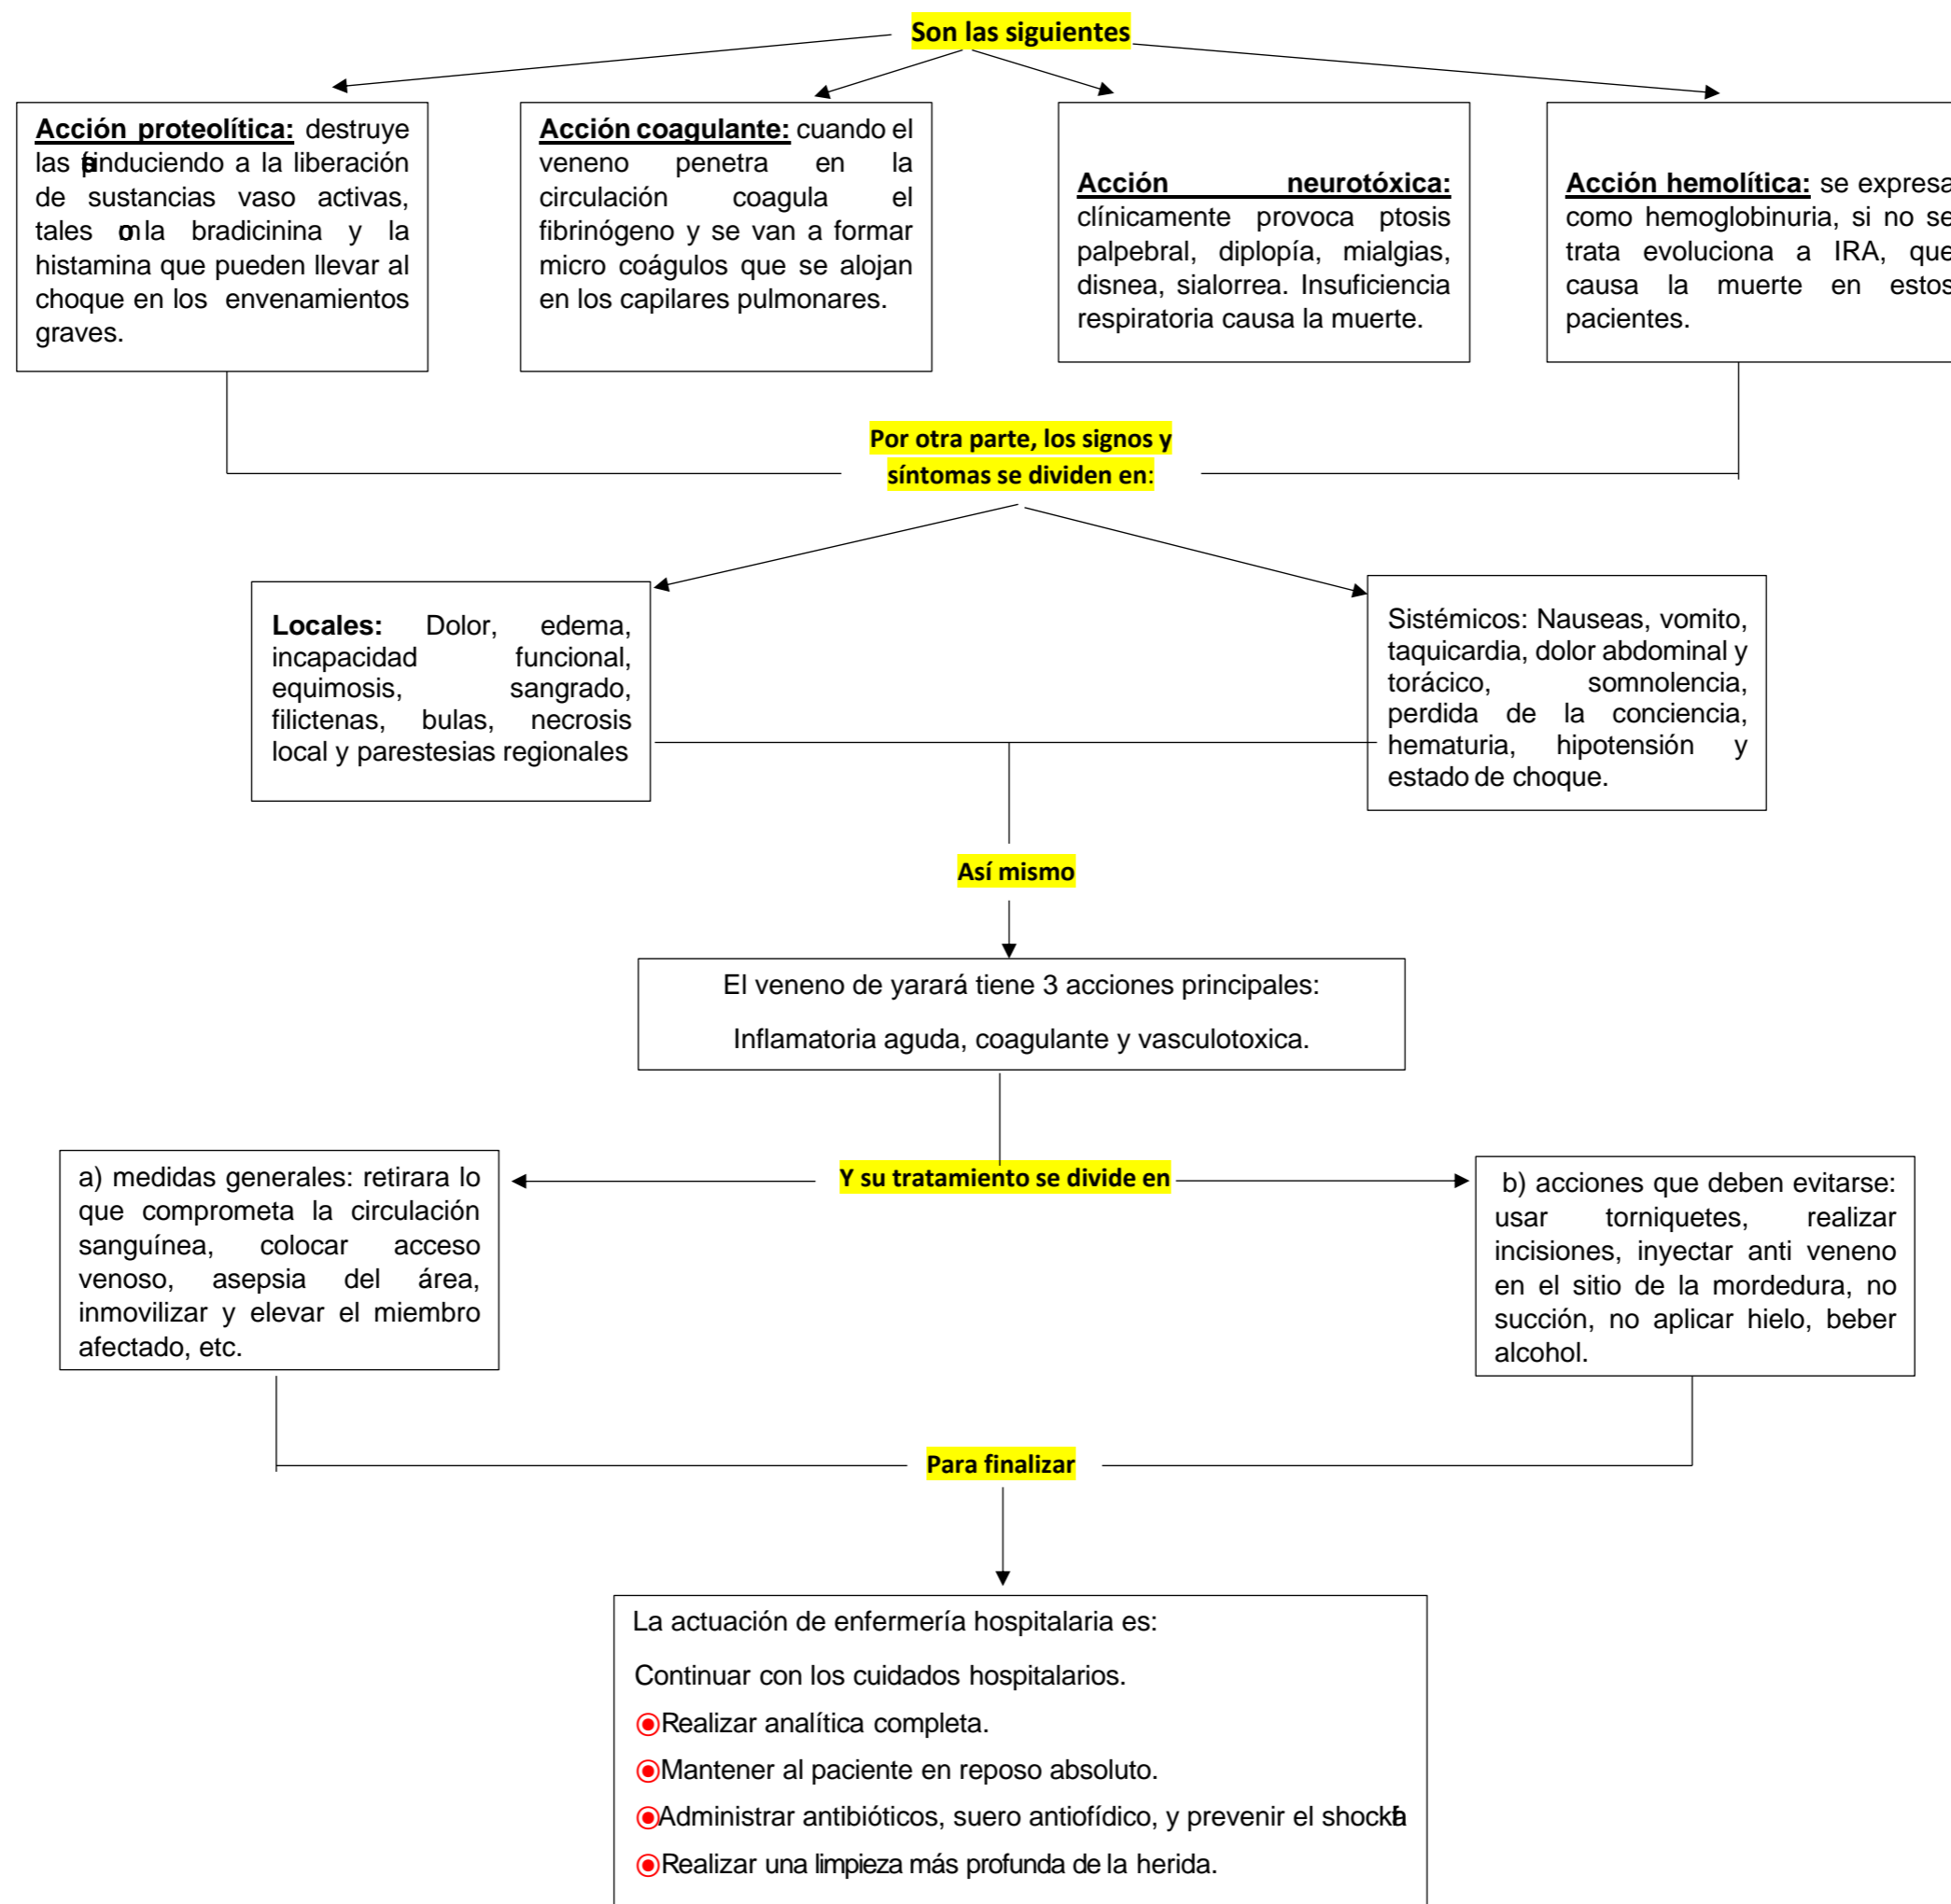 Son las siguientes
Acción proteolítica: destruye
las induciendo a la liberación
de sustancias vaso activas,
tales la bradicinina y la
histamina que pueden llevar al
choque en los envenamientos
graves.
Acción coagulante: cuando el
veneno penetra en la
circulación coagula el
fibrinógeno y se van a formar
micro coágulos que se alojan
en los capilares pulmonares.
Acción neurotóxica:
clínicamente provoca ptosis
palpebral, diplopía, mialgias,
disnea, sialorrea. Insuficiencia
respiratoria causa la muerte.
Acción hemolítica: se expresa
como hemoglobinuria, si no se
trata evoluciona a IRA, que
causa la muerte en estos
pacientes.
Por otra parte, los signos y
síntomas se dividen en:
Locales: Dolor, edema,
incapacidad funcional,
equimosis, sangrado,
filictenas, bulas, necrosis
local y parestesias regionales
Sistémicos: Nauseas, vomito,
taquicardia, dolor abdominal y
torácico, somnolencia,
perdida de la conciencia,
hematuria, hipotensión y
estado de choque.
Así mismo
El veneno de yarará tiene 3 acciones principales:
Inflamatoria aguda, coagulante y vasculotoxica.
Y su tratamiento se divide en
a) medidas generales: retirara lo
que comprometa la circulación
sanguínea, colocar acceso
venoso, asepsia del área,
inmovilizar y elevar el miembro
afectado, etc.
b) acciones que deben evitarse:
usar torniquetes, realizar
incisiones, inyectar anti veneno
en el sitio de la mordedura, no
succión, no aplicar hielo, beber
alcohol.
Para finalizar
La actuación de enfermería hospitalaria es:
Continuar con los cuidados hospitalarios.
Realizar analítica completa.
Mantener al paciente en reposo absoluto.
Administrar antibióticos, suero antiofídico, y prevenir el shock
Realizar una limpieza más profunda de la herida.